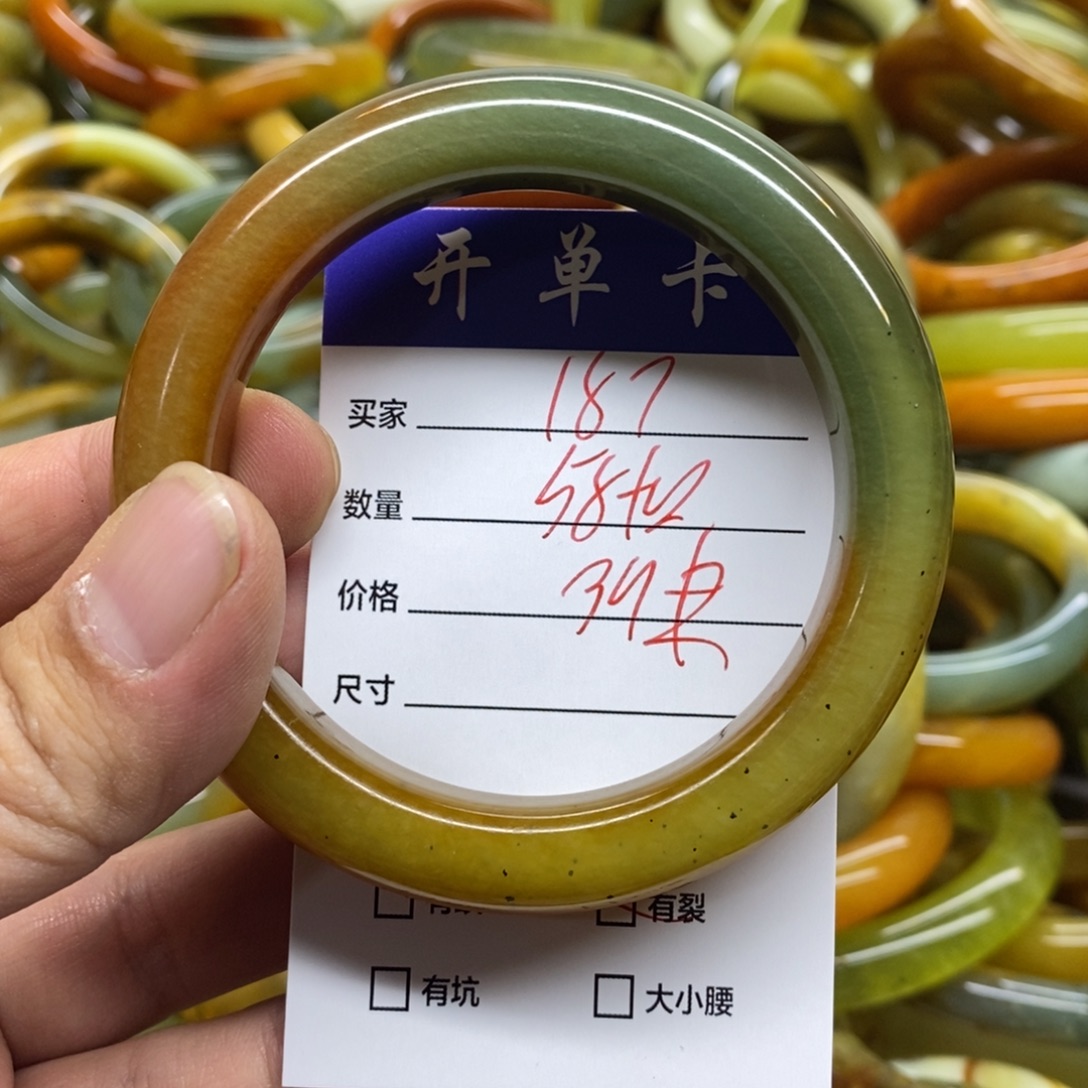 开单卡
买家 187
数量 58
价格 39
尺寸
有裂
有坑 大小腰